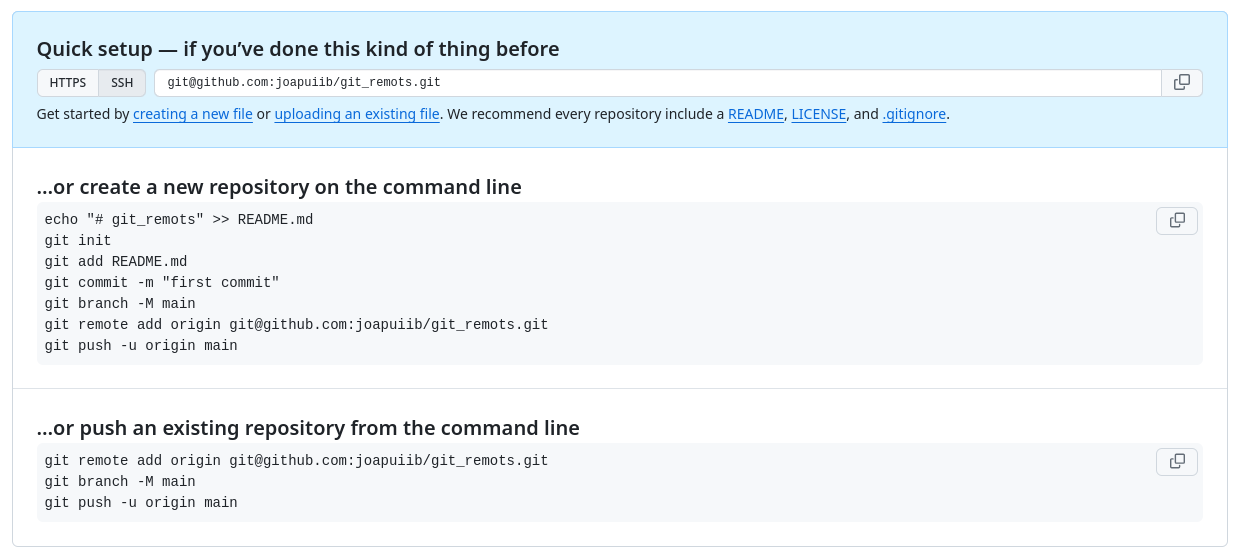 Quick setup — if you’ve done this kind of thing before
HTTPS SSH git@github.com:joapuiib/git_remots.git
Get started by creating a new file or uploading an existing file. We recommend every repository include a README, LICENSE, and .gitignore.
…or create a new repository on the command line
echo "# git_remots" >> README.md
git init
git add README.md
git commit -m "first commit"
git branch -M main
git remote add origin git@github.com:joapuiib/git_remots.git
git push -u origin main
…or push an existing repository from the command line
git remote add origin git@github.com:joapuiib/git_remots.git
git branch -M main
git push -u origin main